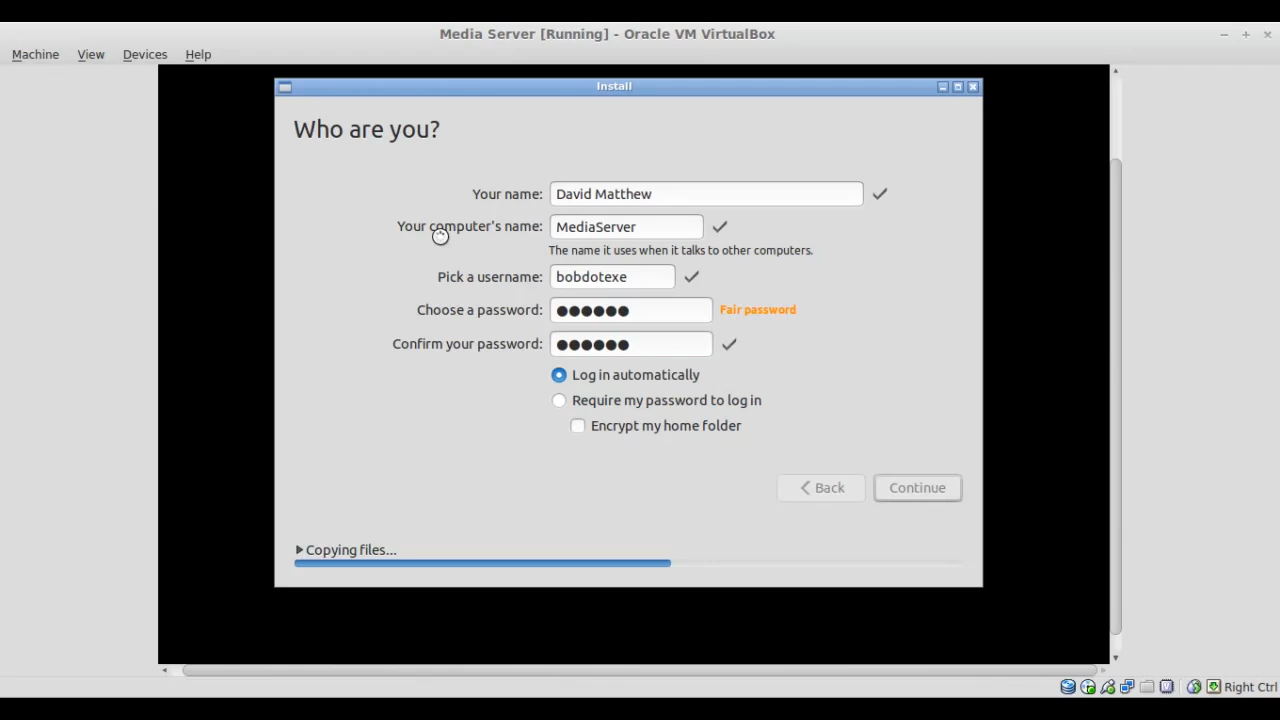 Media Server [Running] - Oracle VM VirtualBox
Machine View Devices Help
Install
Who are you?
Your name: David Matthew
Your computer's name: MediaServer
The name it uses when it talks to other computers.
Pick a username: bobdotexe
Choose a password: ●●●●●● Fair password
Confirm your password: ●●●●●●
Log in automatically
Require my password to log in
Encrypt my home folder
Back Continue
Copying files...
Right Ctrl